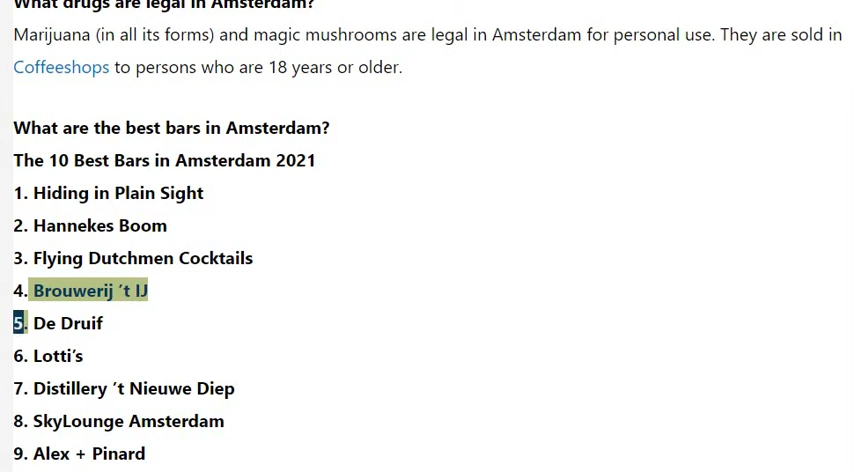 What drugs are legal in Amsterdam?
Marijuana (in all its forms) and magic mushrooms are legal in Amsterdam for personal use. They are sold in
Coffeeshops to persons who are 18 years or older.
What are the best bars in Amsterdam?
The 10 Best Bars in Amsterdam 2021
1. Hiding in Plain Sight
2. Hannekes Boom
3. Flying Dutchmen Cocktails
4. Brouwerij ‘t IJ
5. De Druif
6. Lotti’s
7. Distillery ‘t Nieuwe Diep
8. SkyLounge Amsterdam
9. Alex + Pinard